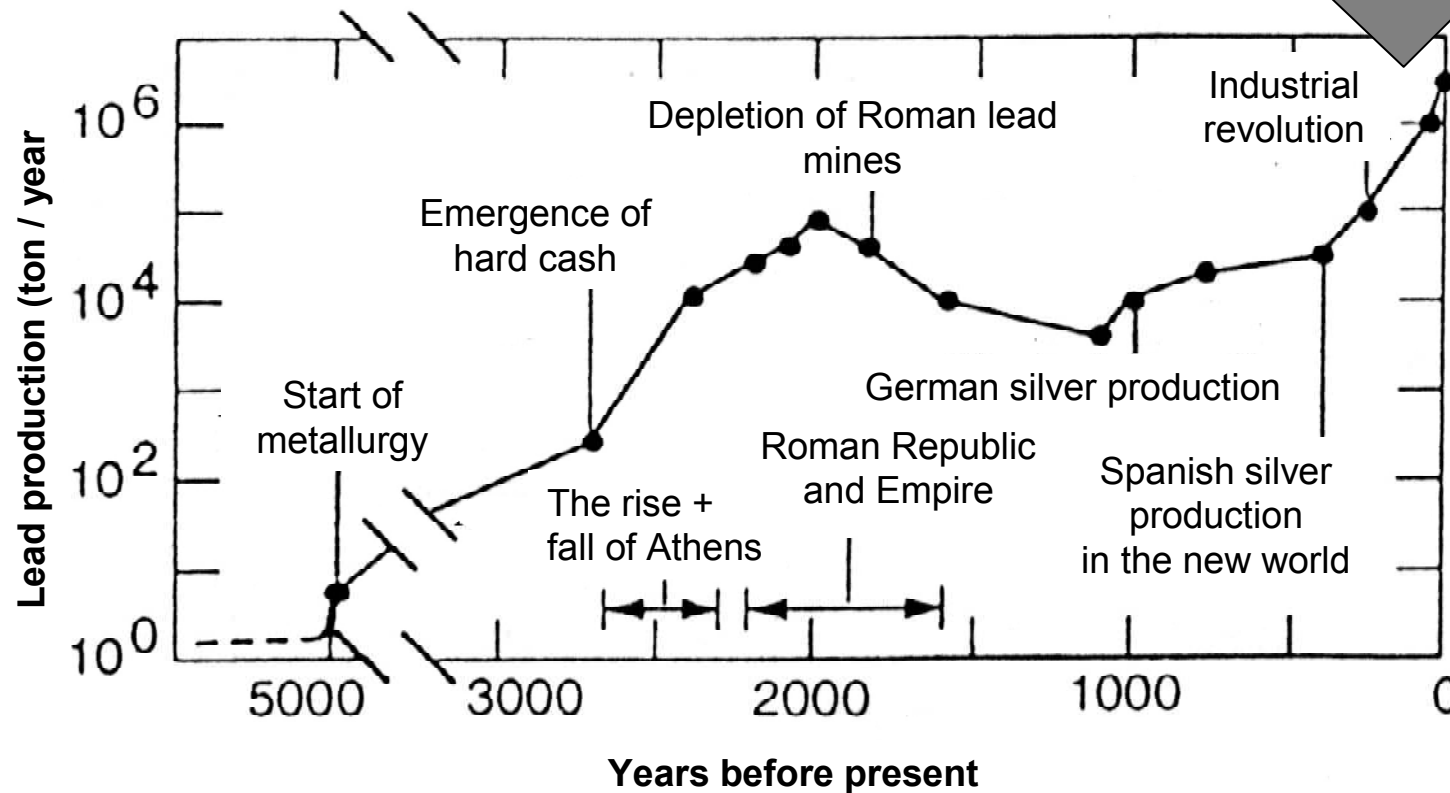 Lead production (ton / year
10^6
10^4
10^2
10^0
Start of
metallurgy
Emergence of
hard cash
The rise +
fall of Athens
Depletion of Roman lead
mines
Roman Republic
and Empire
German silver production
Spanish silver
production
in the new world
Industrial
revolution
5000
3000
2000
1000
0
Years before present